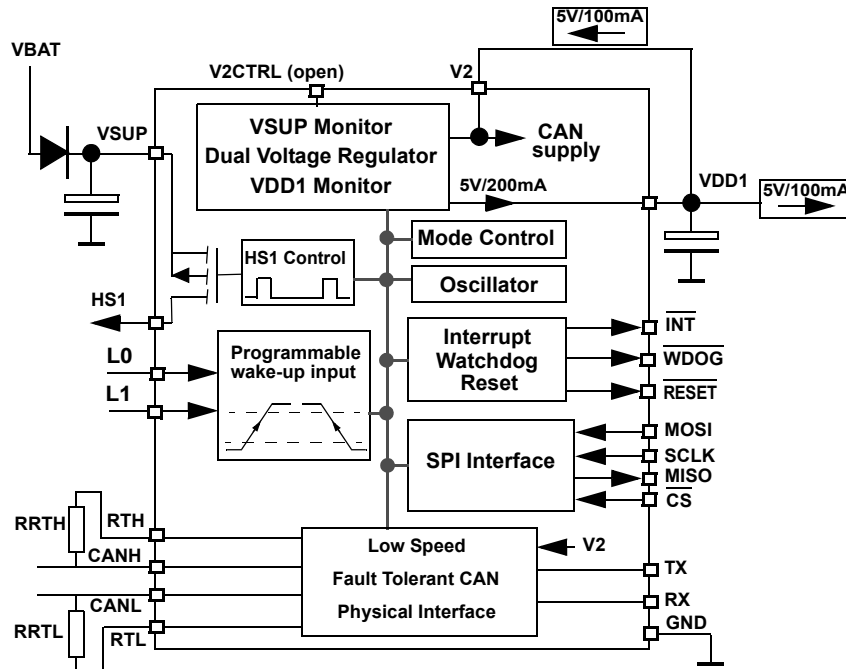 5V/100mA
VBAT
V2CTRL (open)
V2
VSUP
VSUP Monitor
Dual Voltage Regulator
VDD1 Monitor
CAN
supply
5V/200mA
VDD1
5V/100mA
Mode Control
HS1 Control
Oscillator
HS1
L0
L1
Programmable
wake-up input
Interrupt
Watchdog
Reset
INT
WDOG
RESET
SPI Interface
MOSI
SCLK
MISO
CS
RRTH
RTH
CANH
CANL
RRTL
RTL
Low Speed
Fault Tolerant CAN
Physical Interface
V2
TX
RX
GND